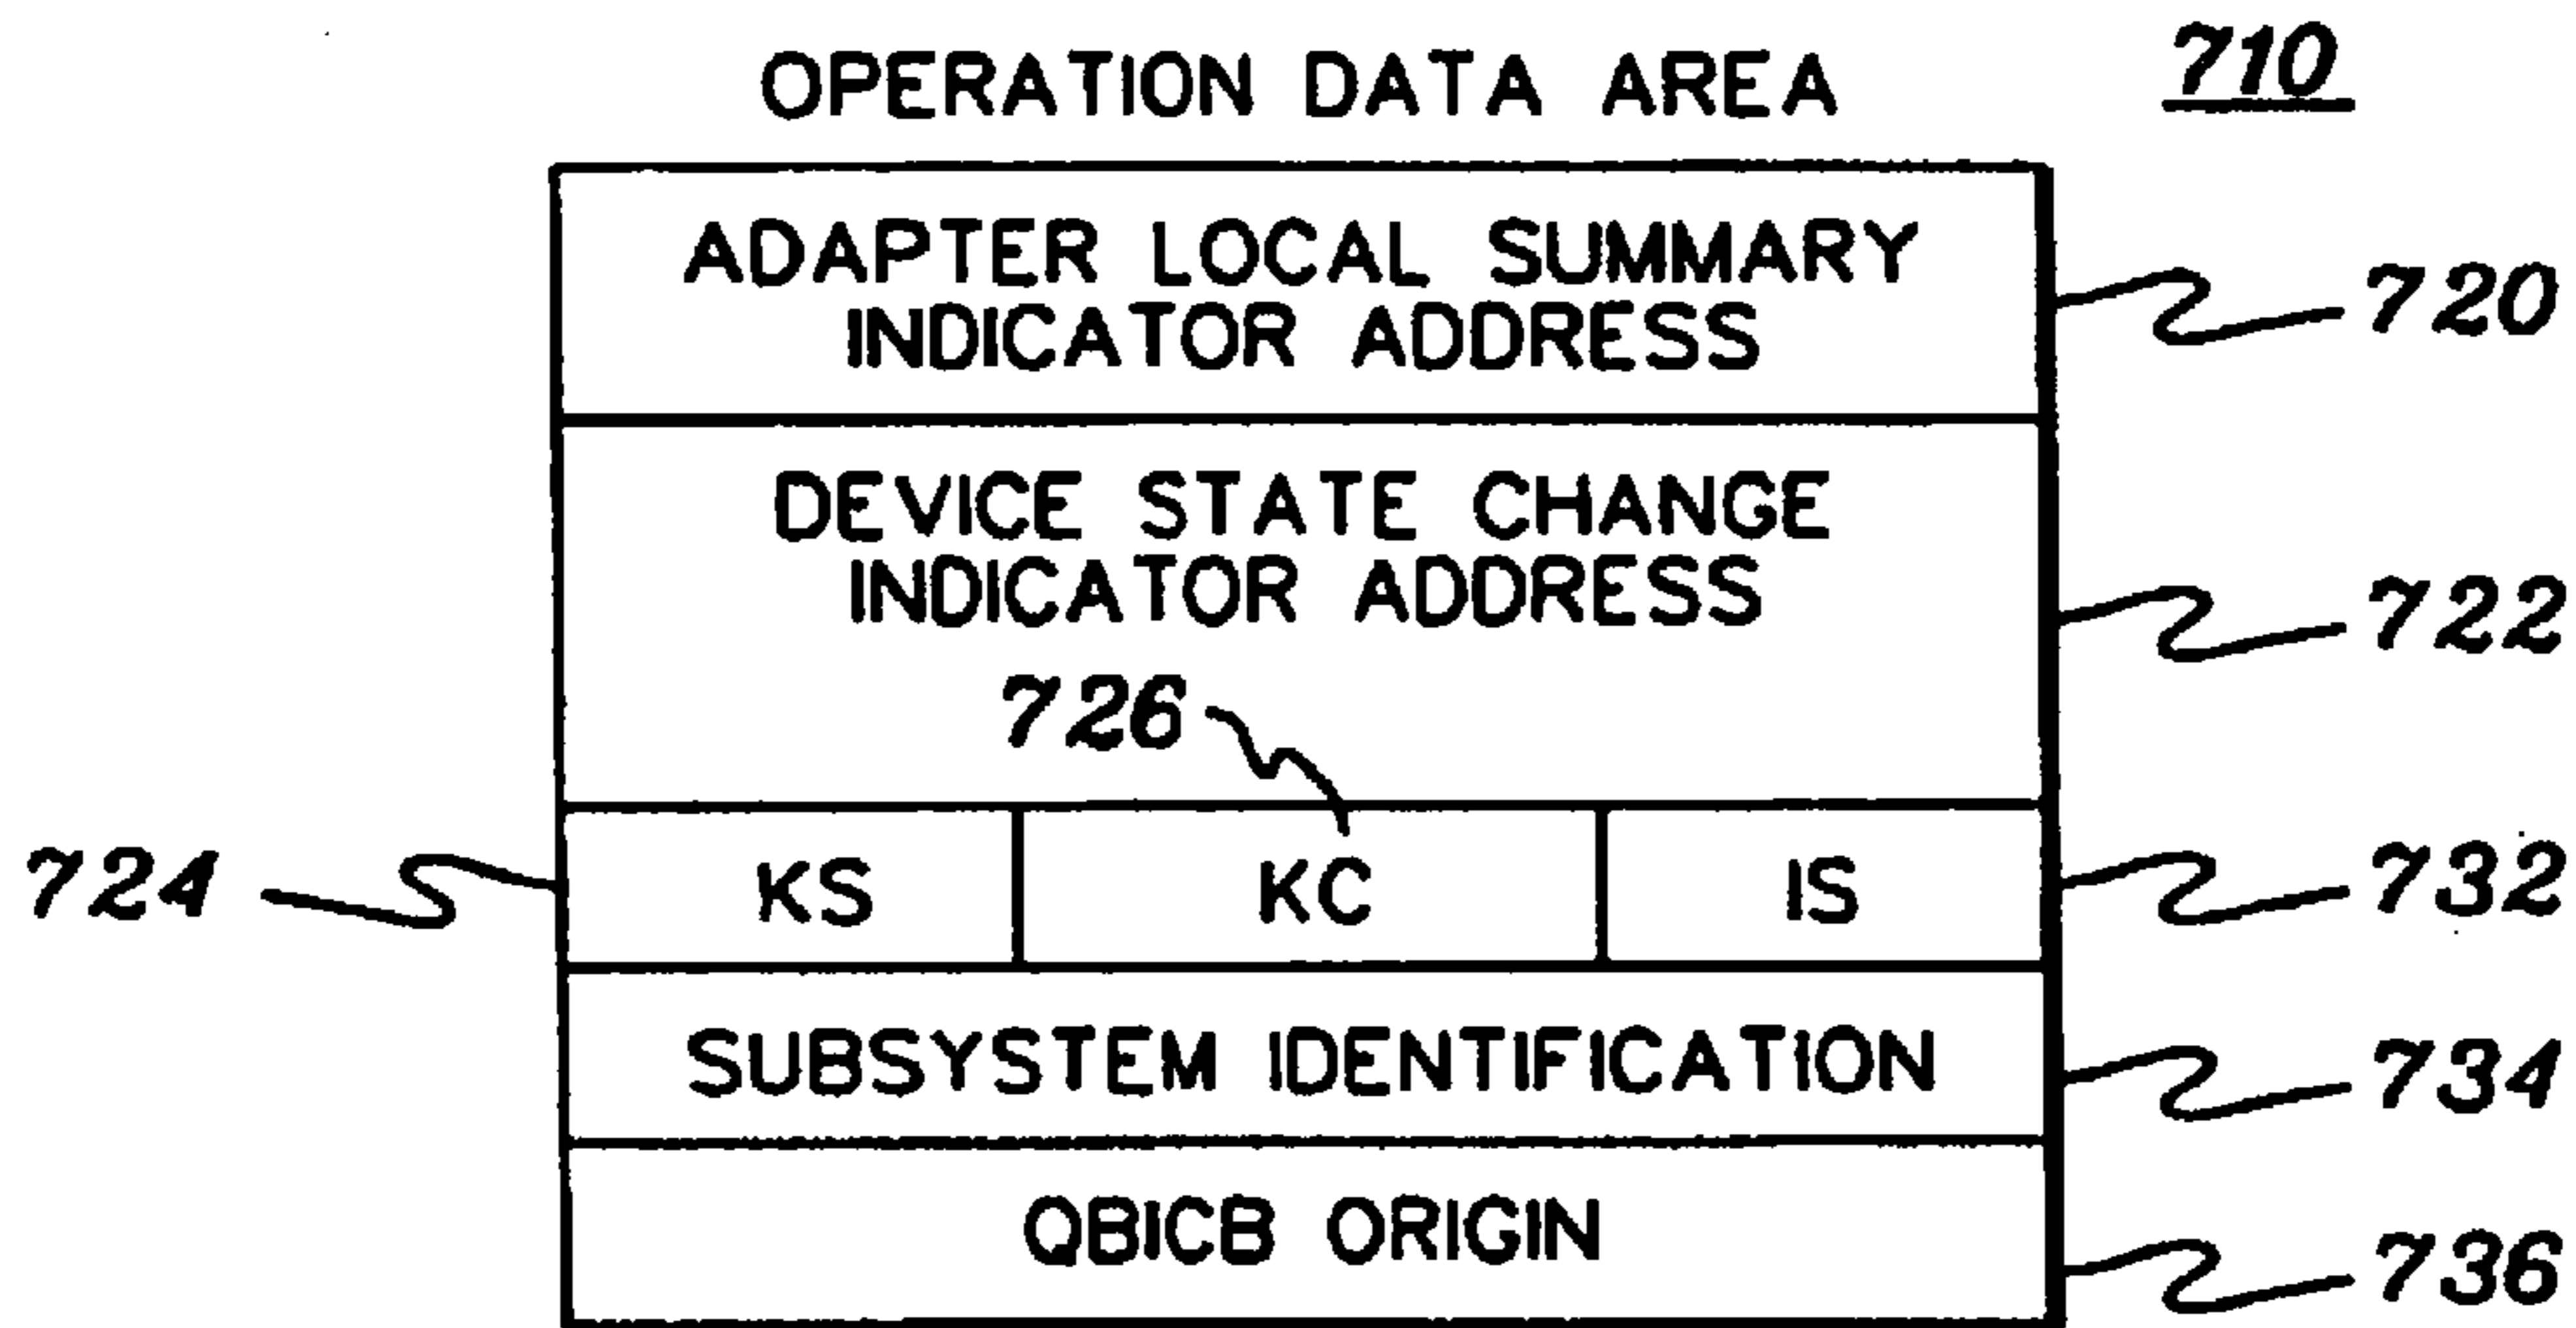 OPERATION DATA AREA 710
ADAPTER LOCAL SUMMARY
INDICATOR ADDRESS
720
DEVICE STATE CHANGE
INDICATOR ADDRESS
722
726
724 KS KC IS 732
SUBSYSTEM IDENTIFICATION 734
QBICB ORIGIN 736